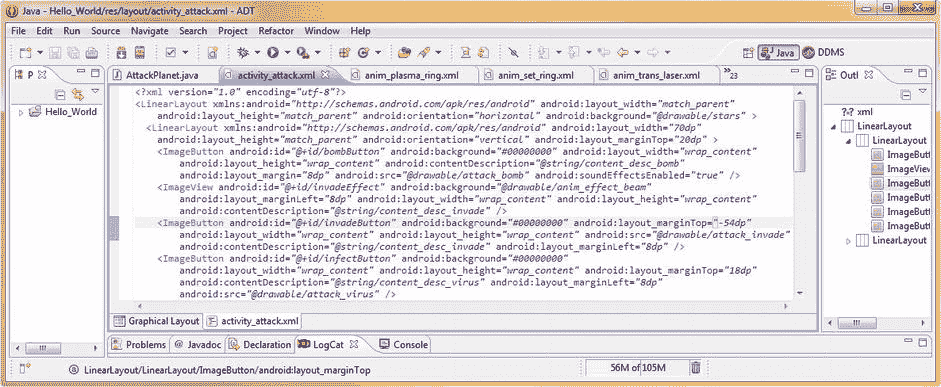 Java - Hello_World/res/layout/activity_attack.xml - ADT
File Edit Run Source Navigate Search Project Refactor Window Help
Java DDMS
P
AttackPlanet.java activity_attack.xml anim_plasma_ring.xml anim_set_ring.xml anim_trans_laser.xml »23
Outl
Hello_World
<?xml version="1.0" encoding="utf-8"?>
<LinearLayout xmlns:android="http://schemas.android.com/apk/res/android" android:layout_width="match_parent"
android:layout_height="match_parent" android:orientation="horizontal" android:background="@drawable/stars" >
<LinearLayout xmlns:android="http://schemas.android.com/apk/res/android" android:layout_width="70dp"
android:layout_height="match_parent" android:orientation="vertical" android:layout_marginTop="20dp" >
<ImageButton android:id="@+id/bombButton" android:background="#00000000" android:layout_width="wrap_content"
android:layout_height="wrap_content" android:contentDescription="@string/content_desc_bomb"
android:layout_margin="8dp" android:src="@drawable/attack_bomb" android:soundEffectsEnabled="true" />
<ImageView android:id="@+id/invadeEffect" android:background="@drawable/anim_effect_beam"
android:layout_marginLeft="8dp" android:layout_width="wrap_content" android:layout_height="wrap_content"
android:contentDescription="@string/content_desc_invade" />
<ImageButton android:id="@+id/invadeButton" android:background="#00000000" android:layout_marginTop="-54dp"
android:layout_width="wrap_content" android:layout_height="wrap_content" android:src="@drawable/attack_invade"
android:contentDescription="@string/content_desc_invade" android:layout_marginLeft="8dp" />
<ImageButton android:id="@+id/infectButton" android:background="#00000000"
android:layout_width="wrap_content" android:layout_height="wrap_content" android:layout_marginTop="18dp"
android:contentDescription="@string/content_desc_virus" android:layout_marginLeft="8dp"
android:src="@drawable/attack_virus" />
?-? xml
LinearLayout
LinearLayout
ImageButt
ImageView
ImageButt
ImageButt
ImageButt
LinearLayout
Graphical Layout activity_attack.xml
Problems @ Javadoc Declaration LogCat Console
LinearLayout/LinearLayout/ImageButton/android:layout_marginTop
56M of 105M